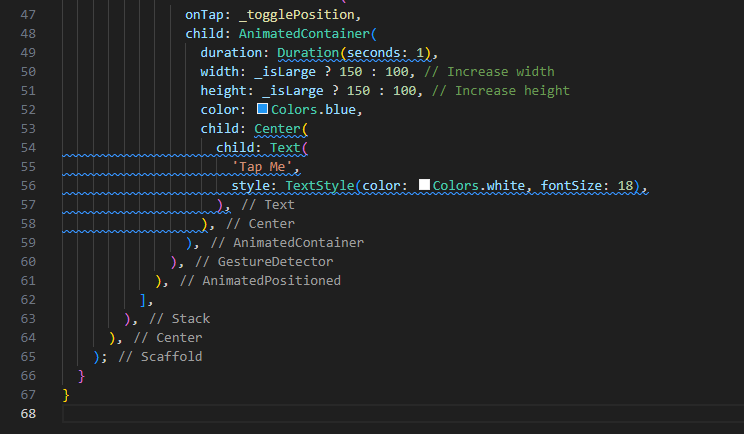 47 onTap: _togglePosition,
48 child: AnimatedContainer(
49 duration: Duration(seconds: 1),
50 width: _isLarge ? 150 : 100, // Increase width
51 height: _isLarge ? 150 : 100, // Increase height
52 color: Colors.blue,
53 child: Center(
54 child: Text(
55 'Tap Me',
56 style: TextStyle(color: Colors.white, fontSize: 18),
57 ), // Text
58 ), // Center
59 ), // AnimatedContainer
60 ), // GestureDetector
61 ), // AnimatedPositioned
62 ],
63 ), // Stack
64 ), // Center
65 ); // Scaffold
66 }
67 }
68